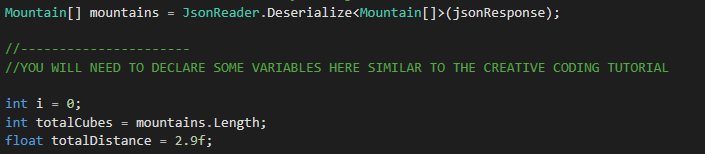 Mountain[] mountains = JsonReader.Deserialize<Mountain[]>(jsonResponse);
//----------------------
//YOU WILL NEED TO DECLARE SOME VARIABLES HERE SIMILAR TO THE CREATIVE CODING TUTORIAL
int i = 0;
int totalCubes = mountains.Length;
float totalDistance = 2.9f;